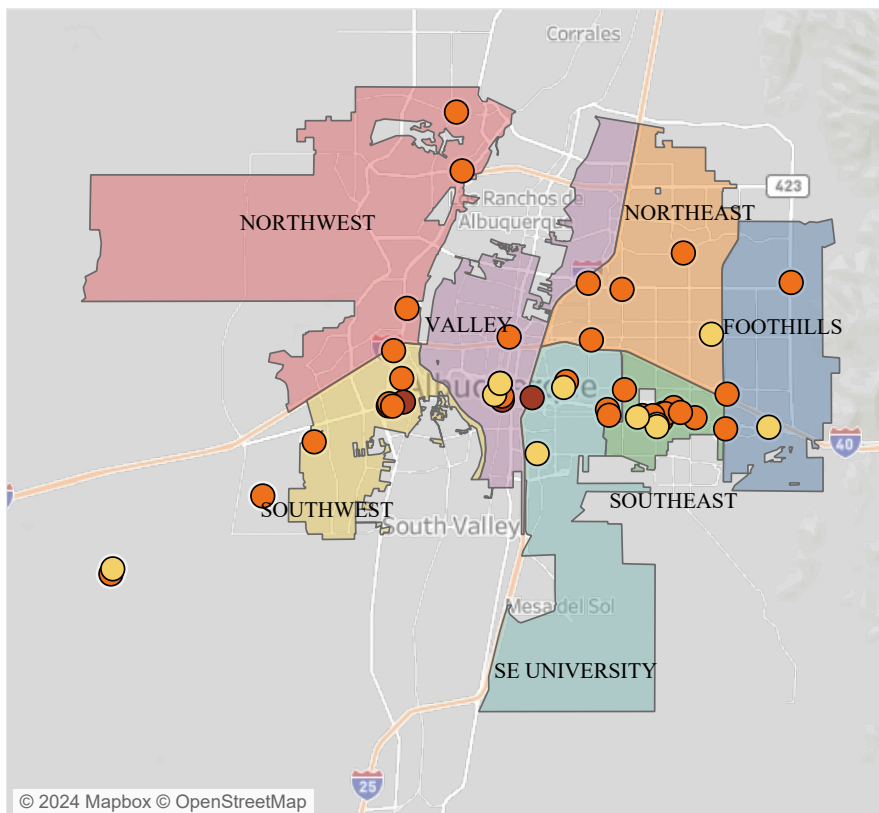 Corrales
423
Los Ranchos de
Albuquerque
NORTHWEST
NORTHEAST
VALLEY
FOOTHILLS
Albuquerque
40
SOUTHWEST
SOUTHEAST
South Valley
Mesa del Sol
SE UNIVERSITY
25
© 2024 Mapbox © OpenStreetMap